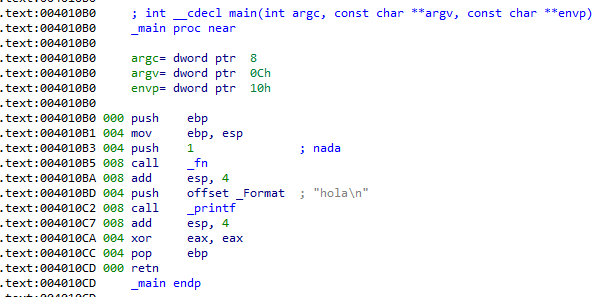 .text:004010B0
.text:004010B0 ; int __cdecl main(int argc, const char **argv, const char **envp)
.text:004010B0 _main proc near
.text:004010B0
.text:004010B0 argc= dword ptr 8
.text:004010B0 argv= dword ptr 0Ch
.text:004010B0 envp= dword ptr 10h
.text:004010B0
.text:004010B0 000 push ebp
.text:004010B1 004 mov ebp, esp
.text:004010B3 004 push 1 ; nada
.text:004010B5 008 call _fn
.text:004010BA 008 add esp, 4
.text:004010BD 004 push offset _Format ; "hola\n"
.text:004010C2 008 call _printf
.text:004010C7 008 add esp, 4
.text:004010CA 004 xor eax, eax
.text:004010CC 004 pop ebp
.text:004010CD 000 retn
.text:004010CD _main endp
.text:004010CD